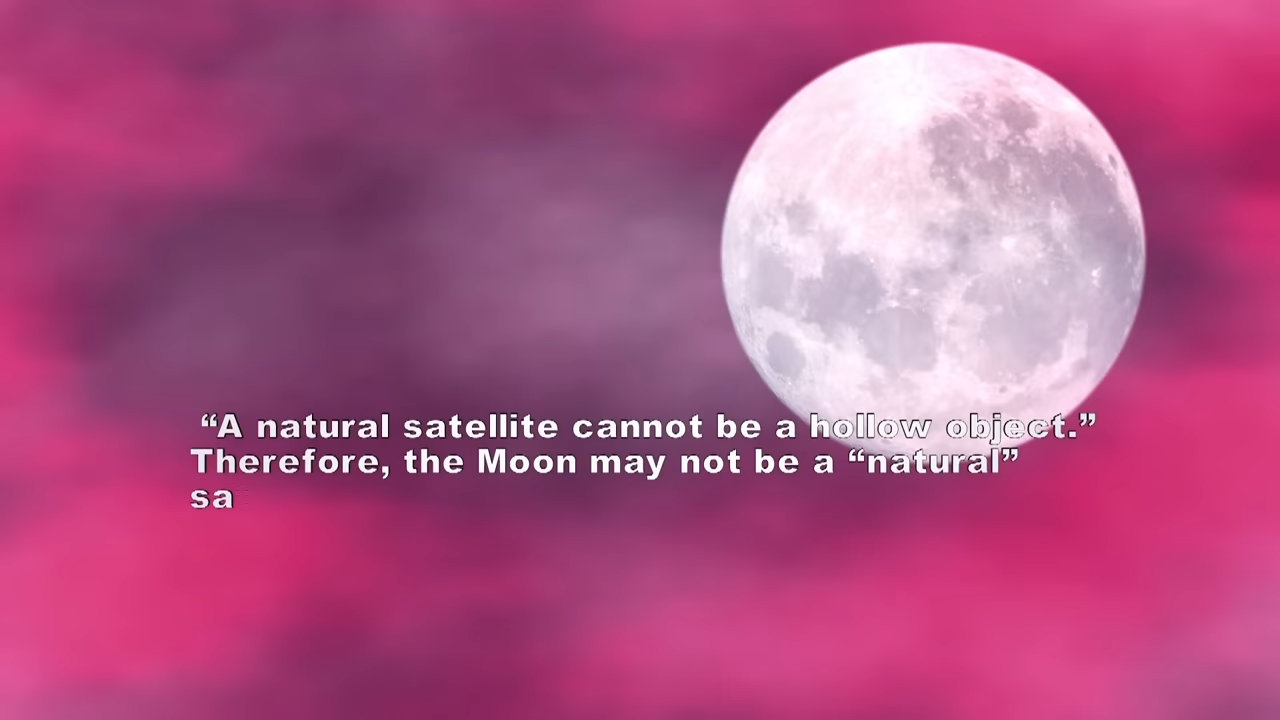 “A natural satellite cannot be a hollow object.”
Therefore, the Moon may not be a “natural”
sa